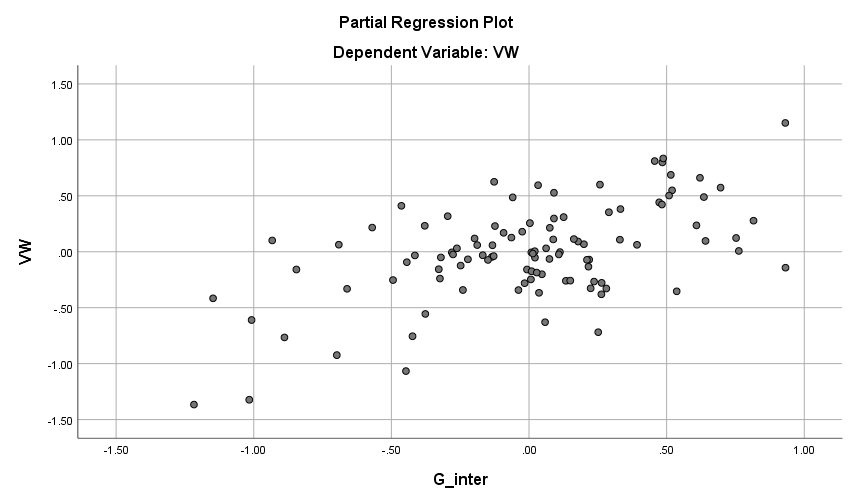 Partial Regression Plot
Dependent Variable: VW
1.50
1.00
.50
.00
-.50
-1.00
-1.50
VW
-1.50 -1.00 -.50 .00 .50 1.00
G_inter